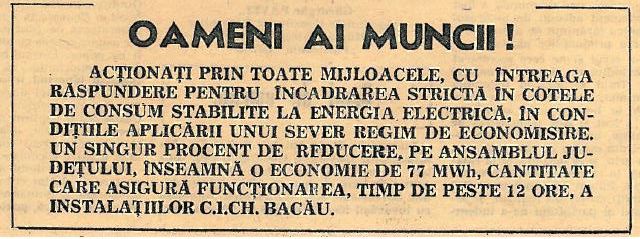 OAMENI AI MUNCII!
ACȚIONAȚI PRIN TOATE MIJLOACELE, CU ÎNTREAGA
RĂSPUNDERE PENTRU ÎNCADRAREA STRICTĂ ÎN COTELE
DE CONSUM STABILITE LA ENERGIA ELECTRICĂ, ÎN CON-
DIȚIILE APLICĂRII UNUI SEVER REGIM DE ECONOMISIRE.
UN SINGUR PROCENT DE REDUCERE, PE ANSAMBLUL JU-
DEȚULUI, ÎNSEAMNĂ O ECONOMIE DE 77 MWh, CANTITATE
CARE ASIGURĂ FUNCȚIONAREA, TIMP DE PESTE 12 ORE, A
INSTALAȚIILOR C.I.CH. BACĂU.